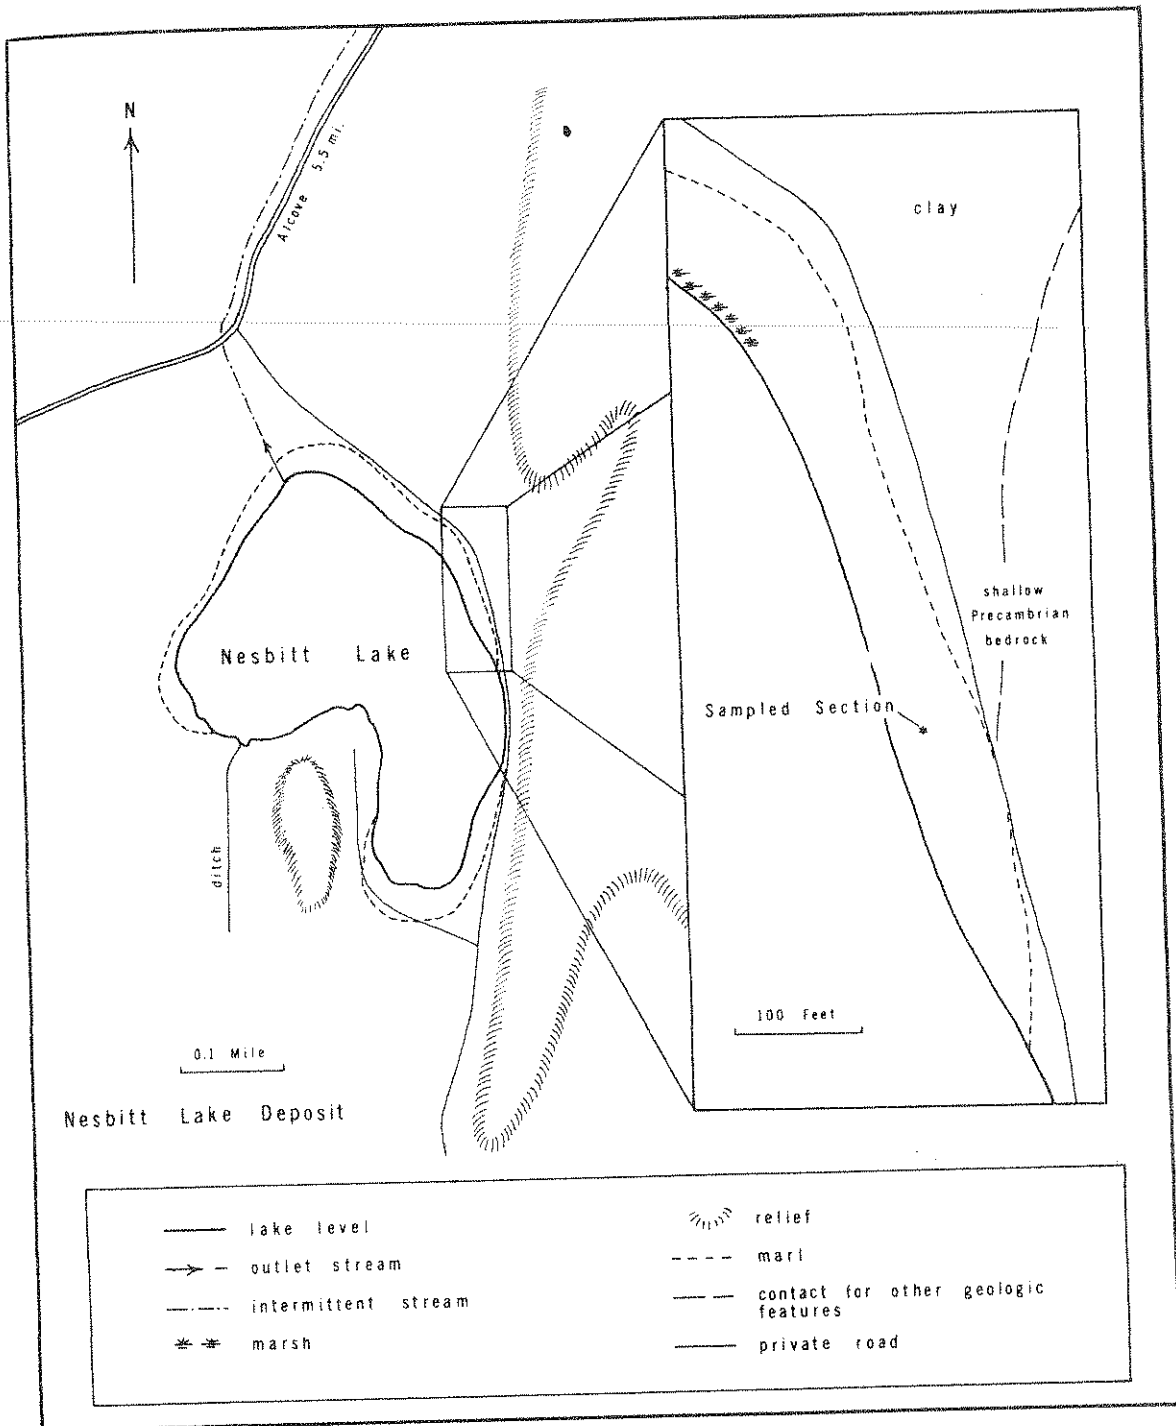 N
Alcove 5.5 mi.
clay
shallow
Precambrian
bedrock
Nesbitt Lake
Sampled Section
ditch
100 Feet
0.1 Mile
Nesbitt Lake Deposit
lake level
outlet stream
intermittent stream
marsh
relief
marl
contact for other geologic
features
private road